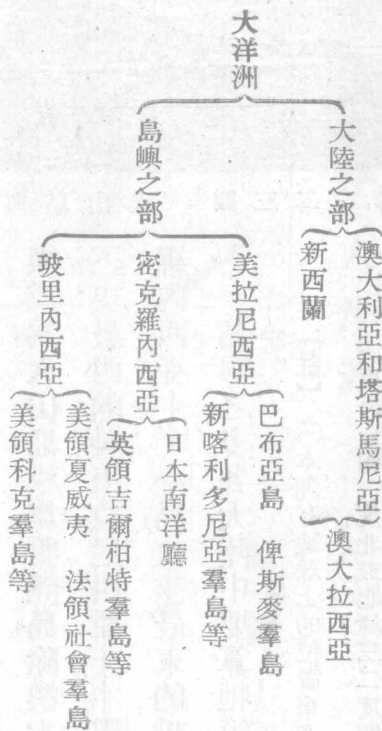 大洋洲
大陸之部
澳大利亞和塔斯馬尼亞
新西蘭
澳大拉西亞
島嶼之部
美拉尼西亞
巴布亞島　俾斯麥羣島
新喀利多尼亞羣島等
密克羅內西亞
日本南洋廳
英領吉爾柏特羣島等
玻里內西亞
美領夏威夷　法領社會羣島
美領科克羣島等